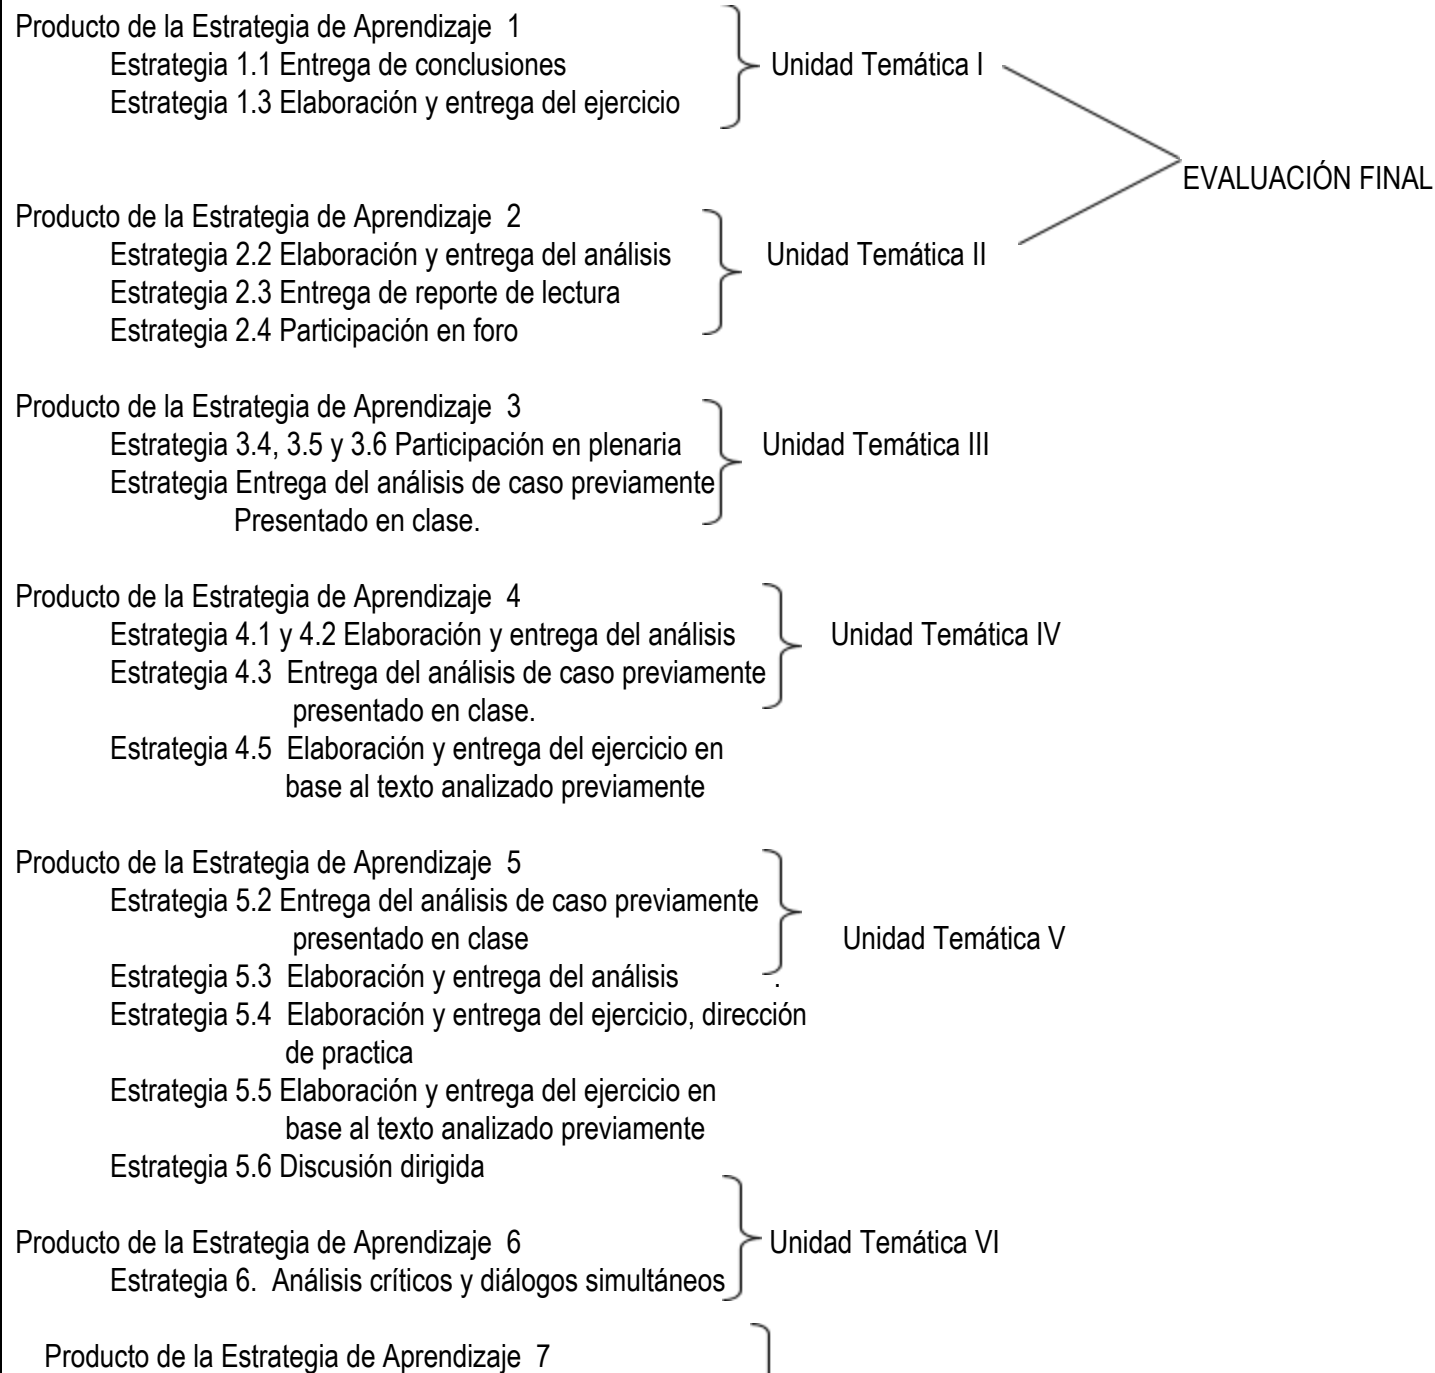 Producto de la Estrategia de Aprendizaje 1
Estrategia 1.1 Entrega de conclusiones
Unidad Temática I
Estrategia 1.3 Elaboración y entrega del ejercicio
EVALUACIÓN FINAL
Producto de la Estrategia de Aprendizaje 2
Estrategia 2.2 Elaboración y entrega del análisis
Unidad Temática II
Estrategia 2.3 Entrega de reporte de lectura
Estrategia 2.4 Participación en foro
Producto de la Estrategia de Aprendizaje 3
Estrategia 3.4, 3.5 y 3.6 Participación en plenaria
Unidad Temática III
Estrategia Entrega del análisis de caso previamente
Presentado en clase.
Producto de la Estrategia de Aprendizaje 4
Estrategia 4.1 y 4.2 Elaboración y entrega del análisis
Unidad Temática IV
Estrategia 4.3 Entrega del análisis de caso previamente
presentado en clase.
Estrategia 4.5 Elaboración y entrega del ejercicio en
base al texto analizado previamente
Producto de la Estrategia de Aprendizaje 5
Estrategia 5.2 Entrega del análisis de caso previamente
presentado en clase
Unidad Temática V
Estrategia 5.3 Elaboración y entrega del análisis .
Estrategia 5.4 Elaboración y entrega del ejercicio, dirección
de practica
Estrategia 5.5 Elaboración y entrega del ejercicio en
base al texto analizado previamente
Estrategia 5.6 Discusión dirigida
Producto de la Estrategia de Aprendizaje 6
Unidad Temática VI
Estrategia 6. Análisis críticos y diálogos simultáneos
Producto de la Estrategia de Aprendizaje 7